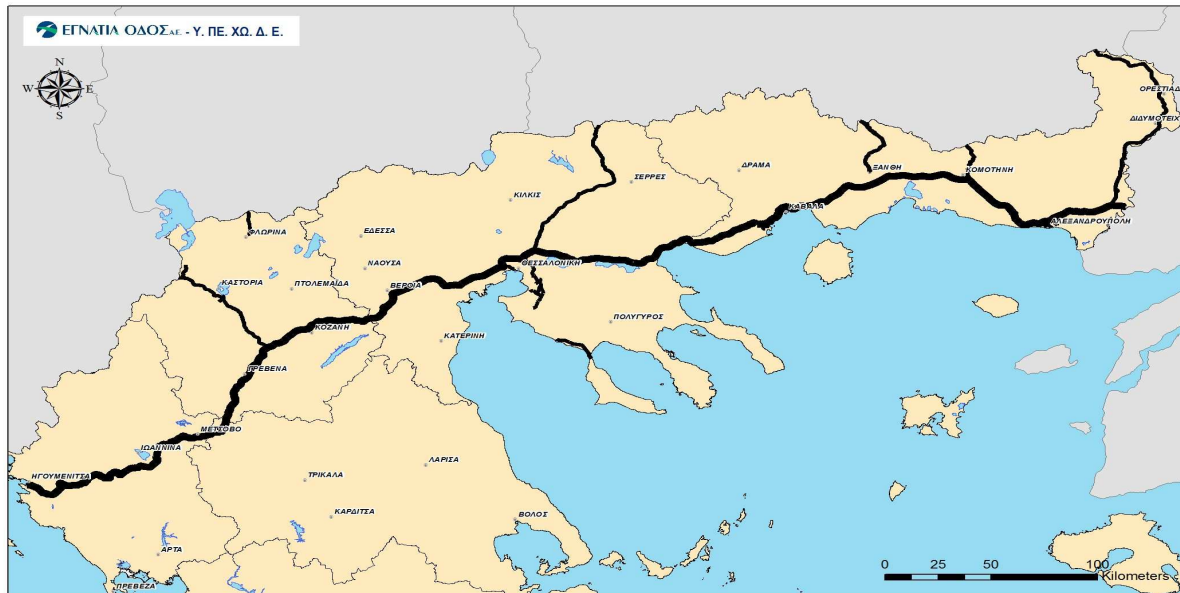 ΕΓΝΑΤΙΑ ΟΔΟΣ Α.Ε. - Υ. ΠΕ. ΧΩ. Δ. Ε.
N
W E
S
ΟΡΕΣΤΙΑΔ
ΔΙΔΥΜΟΤΕΙΧ
ΞΑΝΘΗ
ΚΟΜΟΤΗΝΗ
ΔΡΑΜΑ
ΣΕΡΡΕΣ
ΚΙΛΚΙΣ
ΚΑΒΑΛΑ
ΑΛΕΞΑΝΔΡΟΥΠΟΛΗ
ΦΛΩΡΙΝΑ
ΕΔΕΣΣΑ
ΘΕΣΣΑΛΟΝΙΚΗ
ΝΑΟΥΣΑ
ΚΑΣΤΟΡΙΑ
ΠΤΟΛΕΜΑΪΔΑ
ΒΕΡΟΙΑ
ΠΟΛΥΓΥΡΟΣ
ΚΟΖΑΝΗ
ΚΑΤΕΡΙΝΗ
ΓΡΕΒΕΝΑ
ΜΕΤΣΟΒΟ
ΙΩΑΝΝΙΝΑ
ΛΑΡΙΣΑ
ΗΓΟΥΜΕΝΙΤΣΑ
ΤΡΙΚΑΛΑ
ΚΑΡΔΙΤΣΑ
ΒΟΛΟΣ
ΑΡΤΑ
ΠΡΕΒΕΖΑ
0 25 50 100
Kilometers